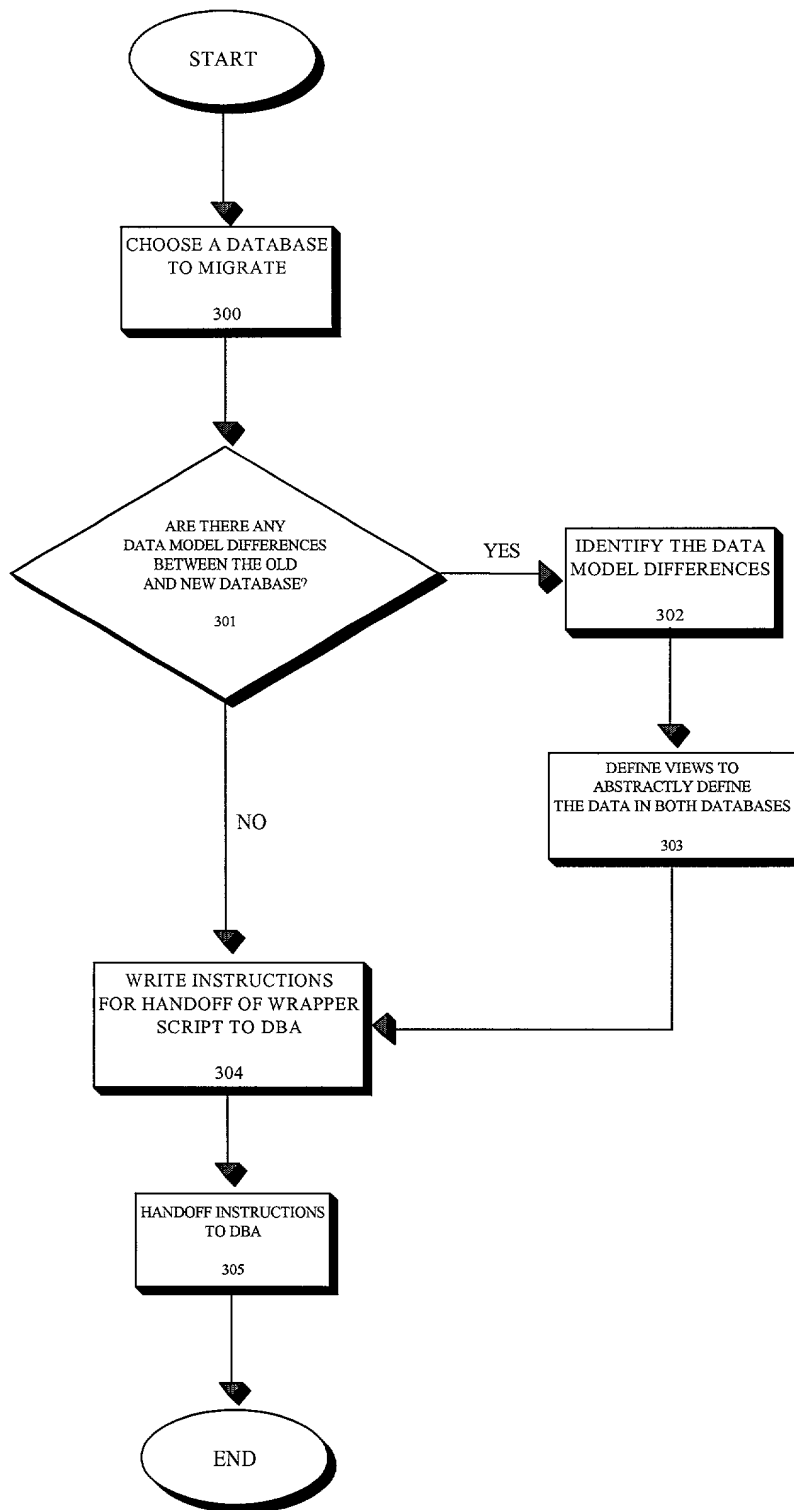 START
CHOOSE A DATABASE
TO MIGRATE
300
ARE THERE ANY
DATA MODEL DIFFERENCES
BETWEEN THE OLD
AND NEW DATABASE?
301
YES
IDENTIFY THE DATA
MODEL DIFFERENCES
302
DEFINE VIEWS TO
ABSTRACTLY DEFINE
THE DATA IN BOTH DATABASES
303
NO
WRITE INSTRUCTIONS
FOR HANDOFF OF WRAPPER
SCRIPT TO DBA
304
HANDOFF INSTRUCTIONS
TO DBA
305
END